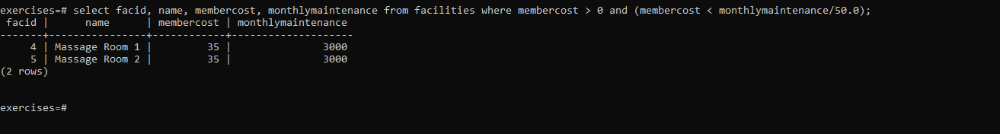 exercises=# select facid, name, membercost, monthlymaintenance from facilities where membercost > 0 and (membercost < monthlymaintenance/50.0);
 facid |      name      | membercost | monthlymaintenance
-------+----------------+------------+--------------------
     4 | Massage Room 1 |         35 |               3000
     5 | Massage Room 2 |         35 |               3000
(2 rows)
exercises=#